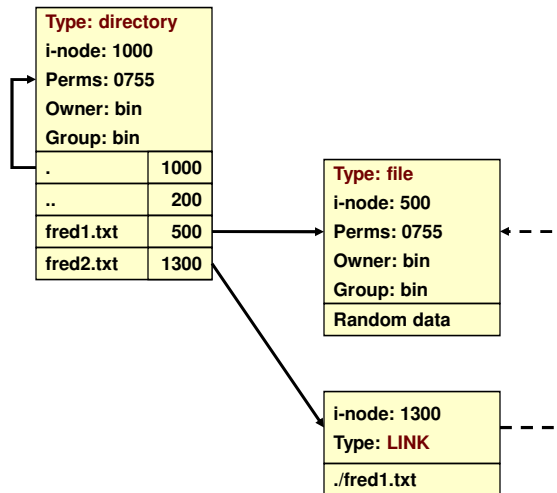 Type: directory
i-node: 1000
Perms: 0755
Owner: bin
Group: bin
. 1000
.. 200
fred1.txt 500
fred2.txt 1300
Type: file
i-node: 500
Perms: 0755
Owner: bin
Group: bin
Random data
i-node: 1300
Type: LINK
./fred1.txt